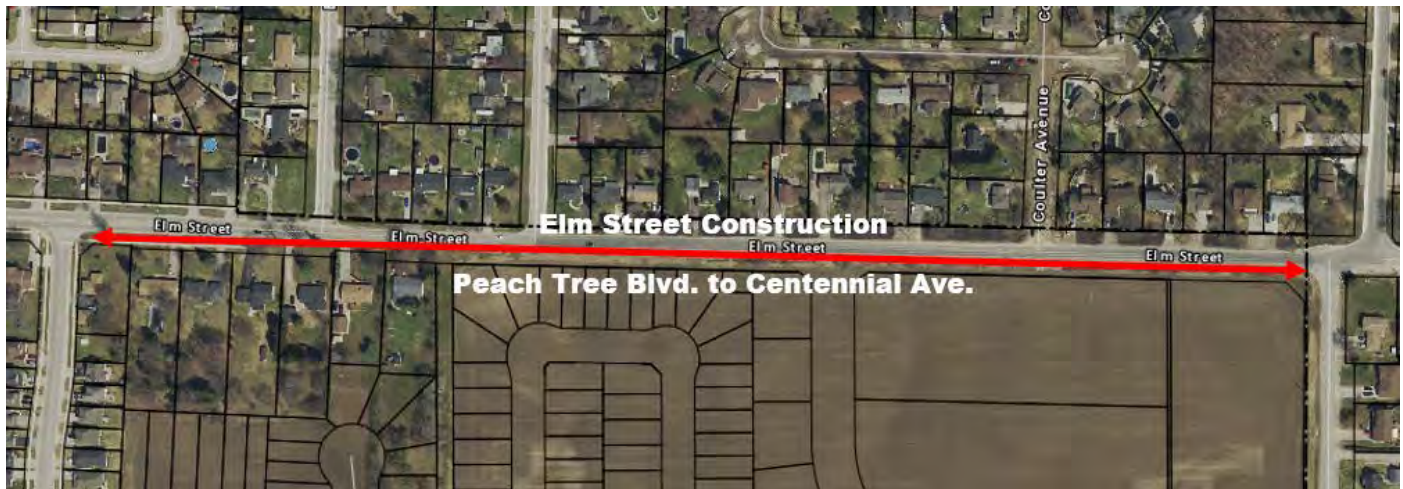 Co
Coulter Avenue
Elm Street Construction
Elm Street
Elm Street
Elm Street
Elm Street
Peach Tree Blvd. to Centennial Ave.